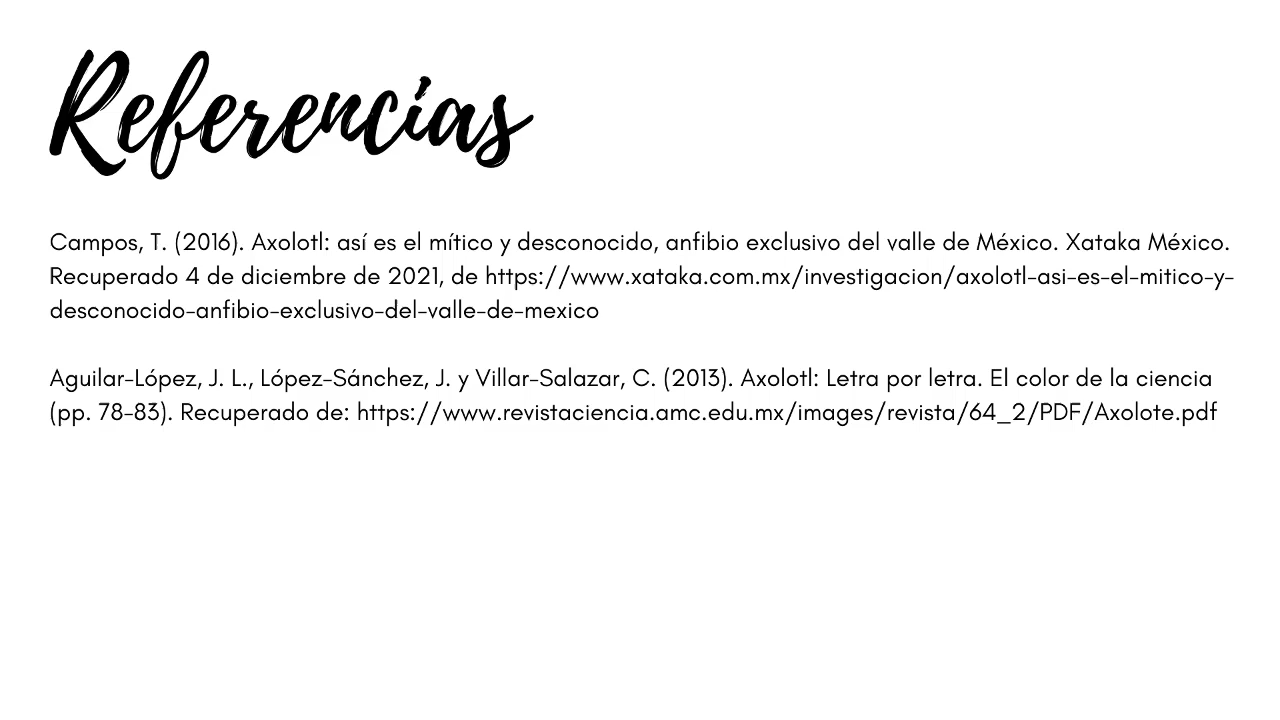 Referencias
Campos, T. (2016). Axolotl: así es el mítico y desconocido, anfibio exclusivo del valle de México. Xataka México.
Recuperado 4 de diciembre de 2021, de https://www.xataka.com.mx/investigacion/axolotl-asi-es-el-mitico-y-
desconocido-anfibio-exclusivo-del-valle-de-mexico
Aguilar-López, J. L., López-Sánchez, J. y Villar-Salazar, C. (2013). Axolotl: Letra por letra. El color de la ciencia
(pp. 78-83). Recuperado de: https://www.revistaciencia.amc.edu.mx/images/revista/64_2/PDF/Axolote.pdf